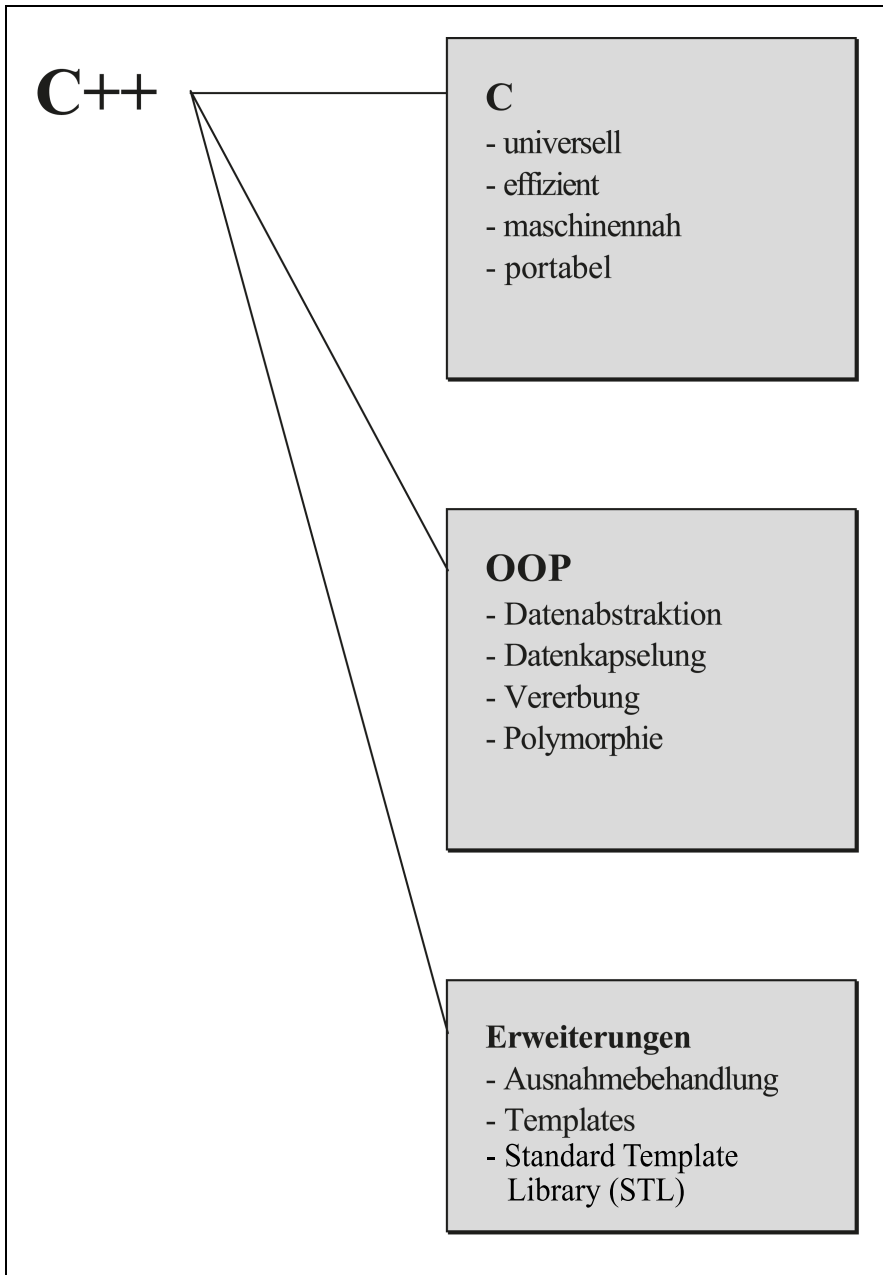 C++
C
- universell
- effizient
- maschinennah
- portabel
OOP
- Datenabstraktion
- Datenkapselung
- Vererbung
- Polymorphie
Erweiterungen
- Ausnahmebehandlung
- Templates
- Standard Template
Library (STL)